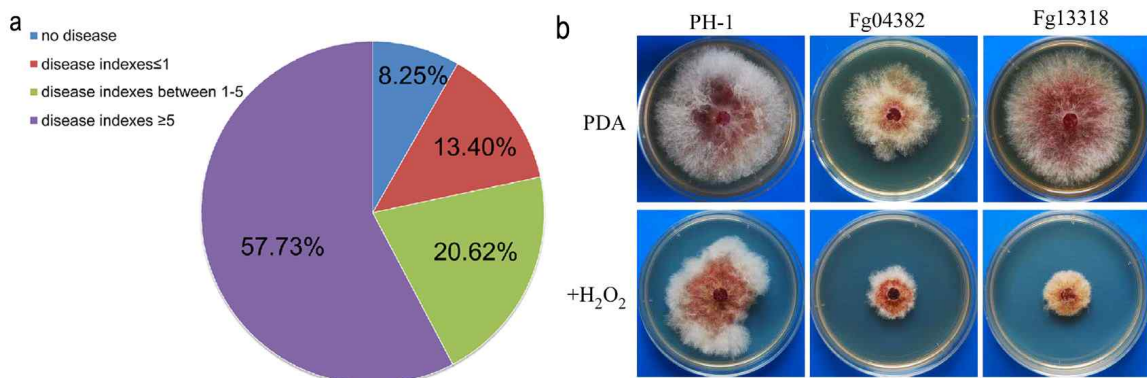 a
no disease
disease indexes≤1
disease indexes between 1-5
disease indexes ≥5
8.25%
13.40%
20.62%
57.73%
b
PH-1 Fg04382 Fg13318
PDA
+H₂O₂